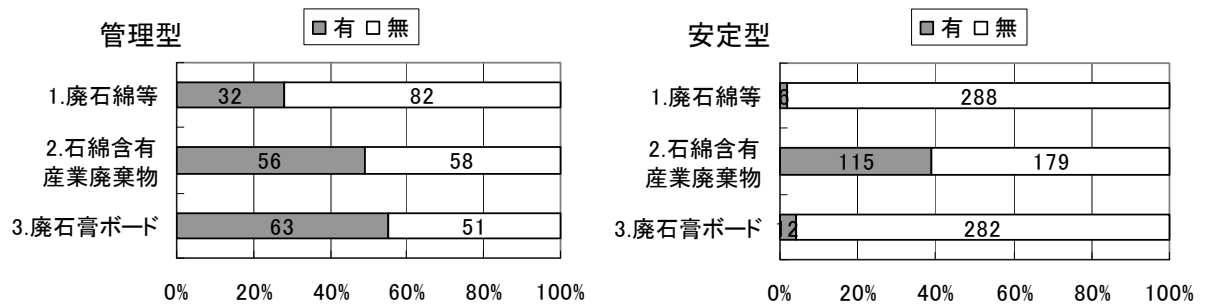 管理型
■有 □無
1.廃石綿等
32 82
2.石綿含有
産業廃棄物
56 58
3.廃石膏ボード
63 51
0% 20% 40% 60% 80% 100%
安定型
■有 □無
1.廃石綿等
6 288
2.石綿含有
産業廃棄物
115 179
3.廃石膏ボード
12 282
0% 20% 40% 60% 80% 100%